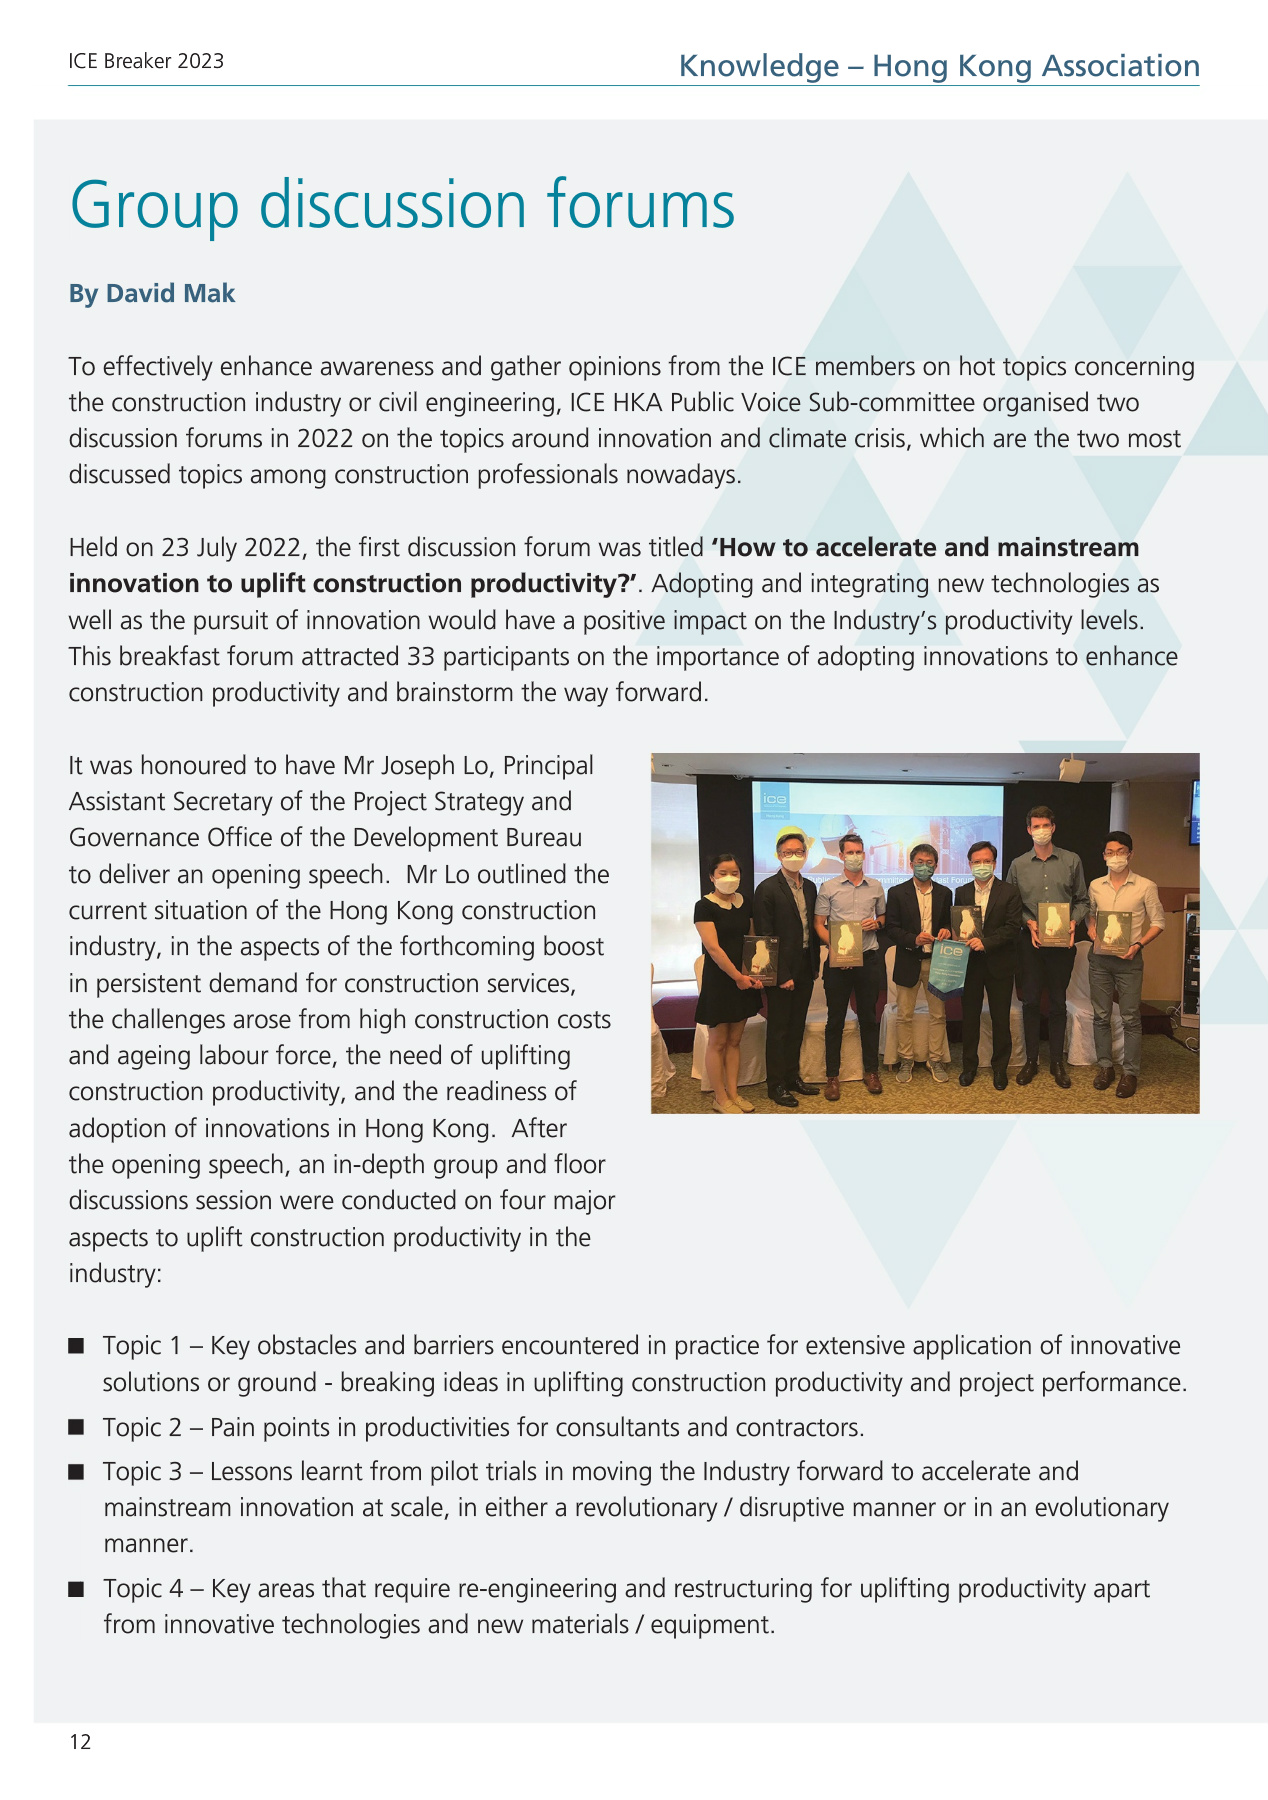 ICE Breaker 2023
Knowledge – Hong Kong Association
Group discussion forums
By David Mak
To effectively enhance awareness and gather opinions from the ICE members on hot topics concerning
the construction industry or civil engineering, ICE HKA Public Voice Sub-committee organised two
discussion forums in 2022 on the topics around innovation and climate crisis, which are the two most
discussed topics among construction professionals nowadays.
Held on 23 July 2022, the first discussion forum was titled ‘How to accelerate and mainstream
innovation to uplift construction productivity?’. Adopting and integrating new technologies as
well as the pursuit of innovation would have a positive impact on the Industry’s productivity levels.
This breakfast forum attracted 33 participants on the importance of adopting innovations to enhance
construction productivity and brainstorm the way forward.
It was honoured to have Mr Joseph Lo, Principal
Assistant Secretary of the Project Strategy and
Governance Office of the Development Bureau
to deliver an opening speech.  Mr Lo outlined the
current situation of the Hong Kong construction
industry, in the aspects of the forthcoming boost
in persistent demand for construction services,
the challenges arose from high construction costs
and ageing labour force, the need of uplifting
construction productivity, and the readiness of
adoption of innovations in Hong Kong.  After
the opening speech, an in-depth group and floor
discussions session were conducted on four major
aspects to uplift construction productivity in the
industry:
ice
ice
■ Topic 1 – Key obstacles and barriers encountered in practice for extensive application of innovative
solutions or ground - breaking ideas in uplifting construction productivity and project performance.
■ Topic 2 – Pain points in productivities for consultants and contractors.
■ Topic 3 – Lessons learnt from pilot trials in moving the Industry forward to accelerate and
mainstream innovation at scale, in either a revolutionary / disruptive manner or in an evolutionary
manner.
■ Topic 4 – Key areas that require re-engineering and restructuring for uplifting productivity apart
from innovative technologies and new materials / equipment.
12